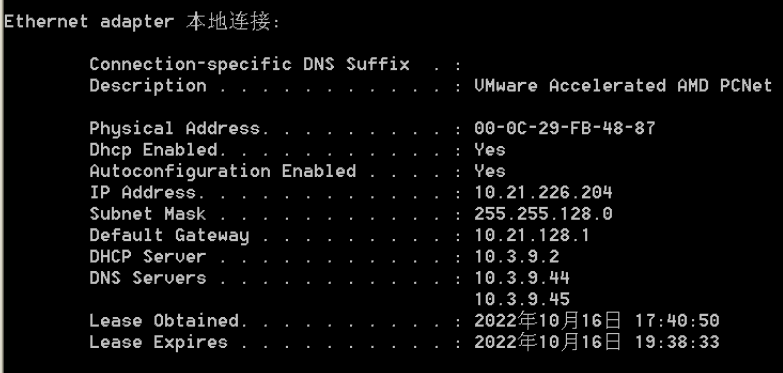 Ethernet adapter 本地连接:
Connection-specific DNS Suffix . :
Description . . . . . . . . . . . : VMware Accelerated AMD PCNet
Physical Address. . . . . . . . . : 00-0C-29-FB-48-87
Dhcp Enabled. . . . . . . . . . . : Yes
Autoconfiguration Enabled . . . . : Yes
IP Address. . . . . . . . . . . . : 10.21.226.204
Subnet Mask . . . . . . . . . . . : 255.255.128.0
Default Gateway . . . . . . . . . : 10.21.128.1
DHCP Server . . . . . . . . . . . : 10.3.9.2
DNS Servers . . . . . . . . . . . : 10.3.9.44
10.3.9.45
Lease Obtained. . . . . . . . . . : 2022年10月16日 17:40:50
Lease Expires . . . . . . . . . . : 2022年10月16日 19:38:33